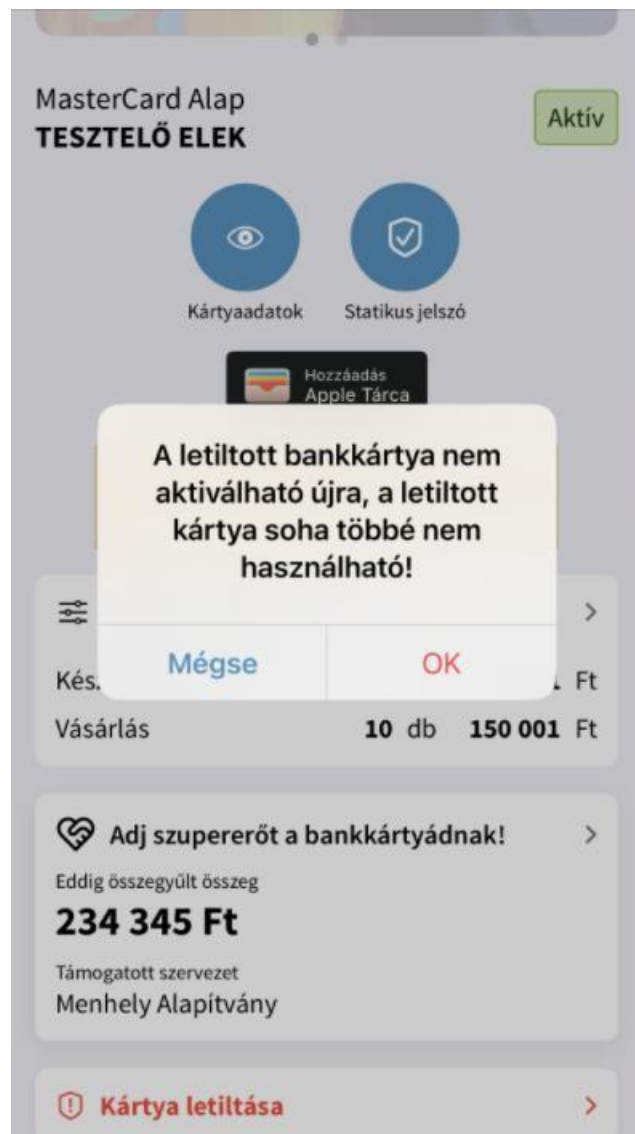 MasterCard Alap
TESZTELŐ ELEK
Aktív
Kártyaadatok
Statikus jelszó
Hozzáadás
Apple Tárca
A letiltott bankkártya nem
aktiválható újra, a letiltott
kártya soha többé nem
használható!
Mégse
OK
Ft
Vásárlás 10 db 150 001 Ft
Adj szupererőt a bankkártyádnak!
Eddig összegyűlt összeg
234 345 Ft
Támogatott szervezet
Menhely Alapítvány
Kártya letiltása